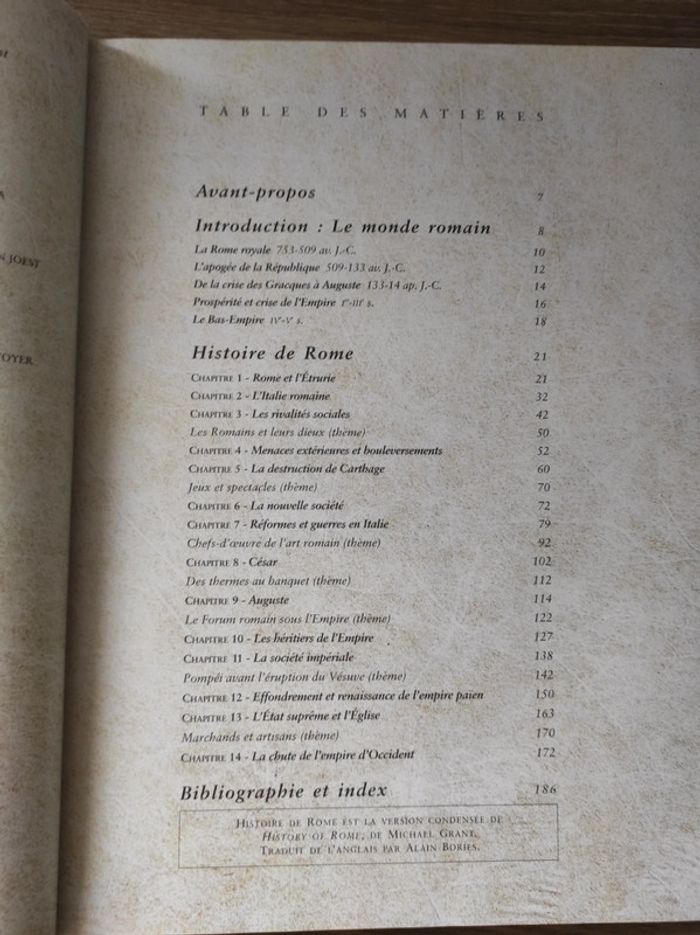 JOEST
OYER
TABLE DES MATIÈRES
Avant-propos 7
Introduction : Le monde romain 8
La Rome royale 753-509 av. J.-C. 10
L'apogée de la République 509-133 av. J.-C. 12
De la crise des Gracques à Auguste 133-14 ap. J.-C. 14
Prospérité et crise de l'Empire Iᵉ-IIIᵉ s. 16
Le Bas-Empire IVᵉ-Vᵉ s. 18
Histoire de Rome 21
CHAPITRE 1 - Rome et l'Étrurie 21
CHAPITRE 2 - L'Italie romaine 32
CHAPITRE 3 - Les rivalités sociales 42
Les Romains et leurs dieux (thème) 50
CHAPITRE 4 - Menaces extérieures et bouleversements 52
CHAPITRE 5 - La destruction de Carthage 60
Jeux et spectacles (thème) 70
CHAPITRE 6 - La nouvelle société 72
CHAPITRE 7 - Réformes et guerres en Italie 79
Chefs-d'œuvre de l'art romain (thème) 92
CHAPITRE 8 - César 102
Des thermes au banquet (thème) 112
CHAPITRE 9 - Auguste 114
Le Forum romain sous l'Empire (thème) 122
CHAPITRE 10 - Les héritiers de l'Empire 127
CHAPITRE 11 - La société impériale 138
Pompéi avant l'éruption du Vésuve (thème) 142
CHAPITRE 12 - Effondrement et renaissance de l'empire païen 150
CHAPITRE 13 - L'État suprême et l'Église 163
Marchands et artisans (thème) 170
CHAPITRE 14 - La chute de l'empire d'Occident 172
Bibliographie et index 186
HISTOIRE DE ROME EST LA VERSION CONDENSÉE DE
HISTORY OF ROME, DE MICHAEL GRANT.
TRADUIT DE L'ANGLAIS PAR ALAIN BORIES.